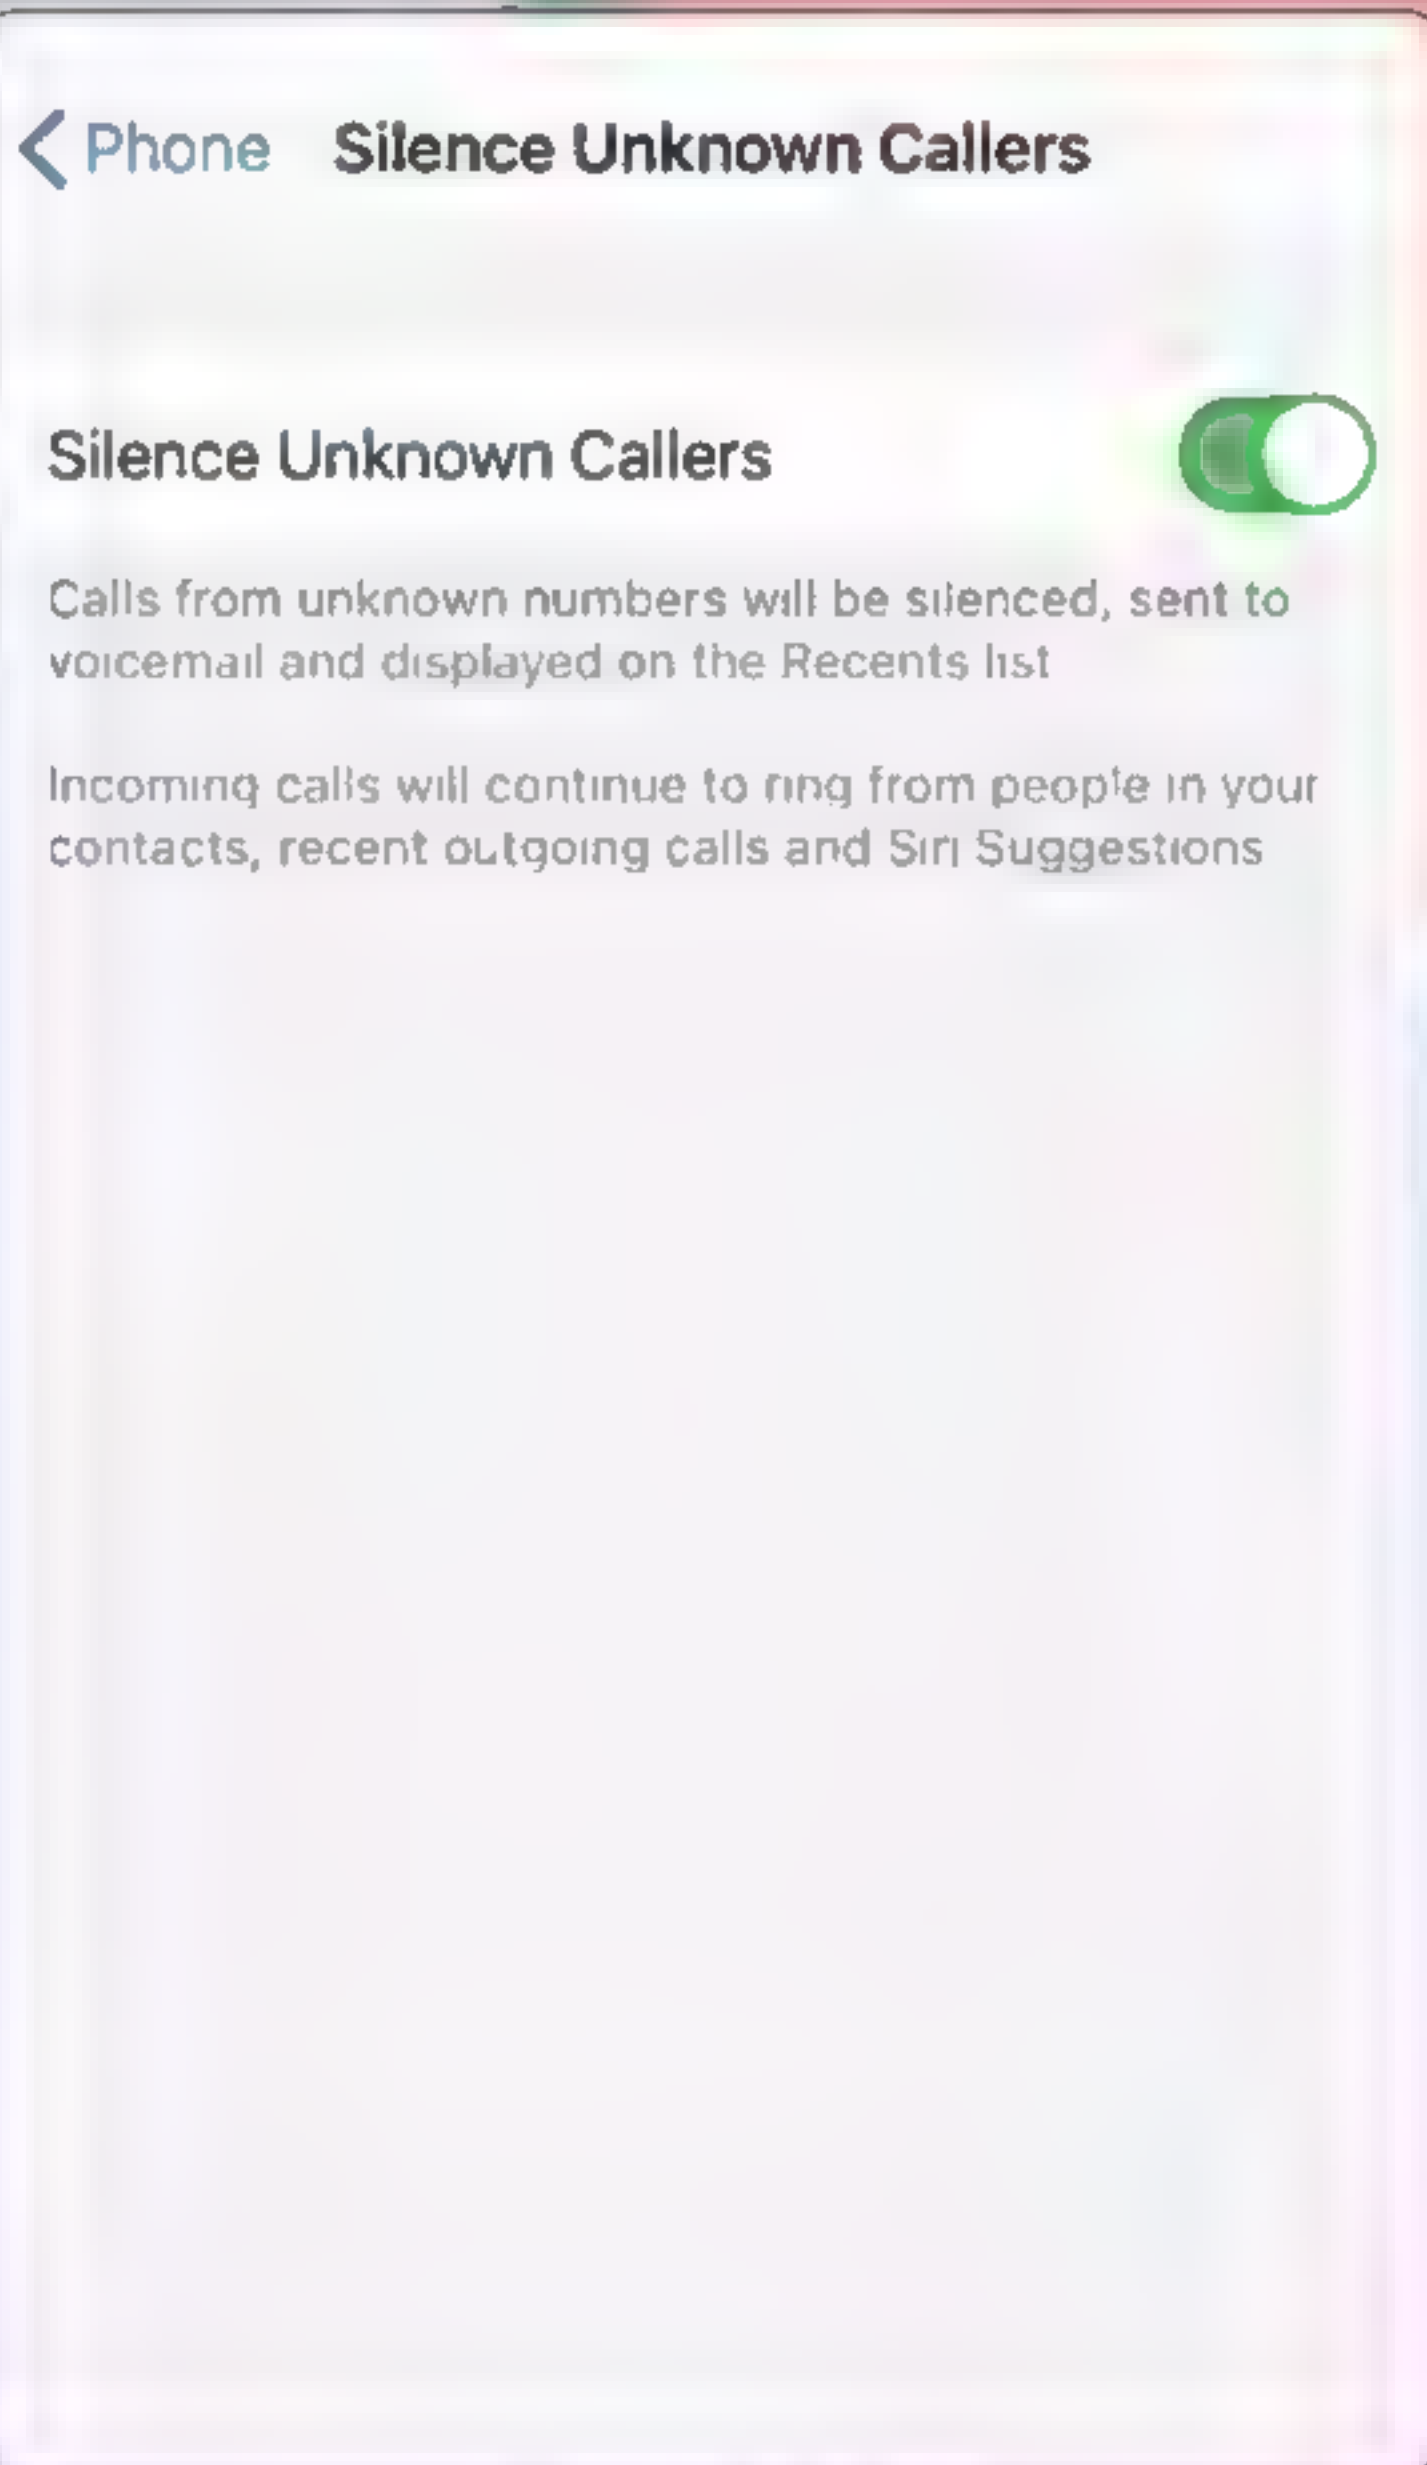 Phone Silence Unknown Callers
Silence Unknown Callers
Calls from unknown numbers will be silenced, sent to
voicemail and displayed on the Recents list
Incoming calls will continue to ring from people in your
contacts, recent outgoing calls and Siri Suggestions